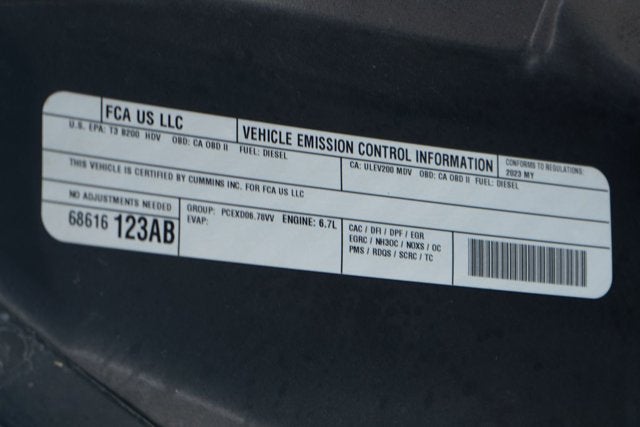 FCA US LLC
VEHICLE EMISSION CONTROL INFORMATION
CONFORMS TO REGULATIONS:
2023 MY
U.S. EPA: T3 B200 HDV OBD: CA OBD II FUEL: DIESEL
CA: ULEV200 MDV OBD: CA OBD II FUEL: DIESEL
THIS VEHICLE IS CERTIFIED BY CUMMINS INC. FOR FCA US LLC
NO ADJUSTMENTS NEEDED
68616 123AB
GROUP: PCEXD06.78VV ENGINE: 6.7L
EVAP:
CAC / DFI / DPF / EGR
EGRC / NH3OC / NOXS / OC
PMS / RDQS / SCRC / TC